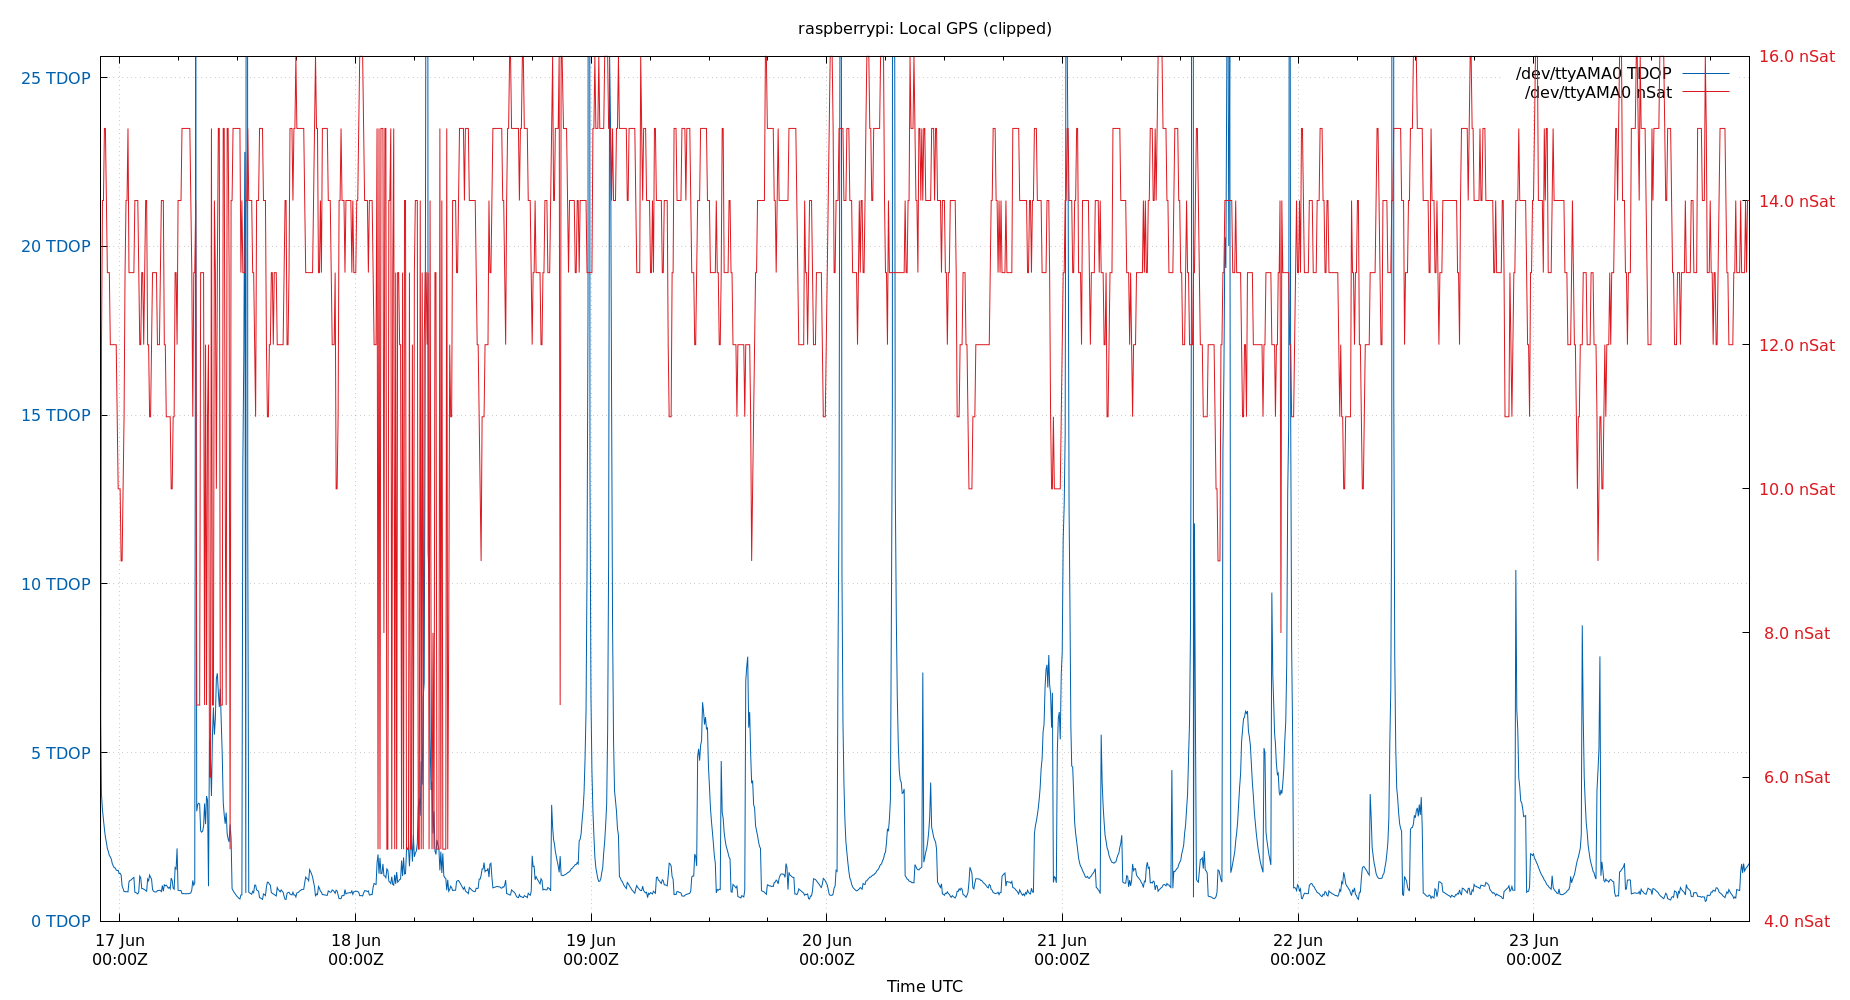 raspberrypi: Local GPS (clipped)
25 TDOP
20 TDOP
15 TDOP
10 TDOP
5 TDOP
0 TDOP
16.0 nSat
14.0 nSat
12.0 nSat
10.0 nSat
8.0 nSat
6.0 nSat
4.0 nSat
/dev/ttyAMA0 TDOP
/dev/ttyAMA0 nSat
17 Jun 18 Jun 19 Jun 20 Jun 21 Jun 22 Jun 23 Jun
00:00Z 00:00Z 00:00Z 00:00Z 00:00Z 00:00Z 00:00Z
Time UTC